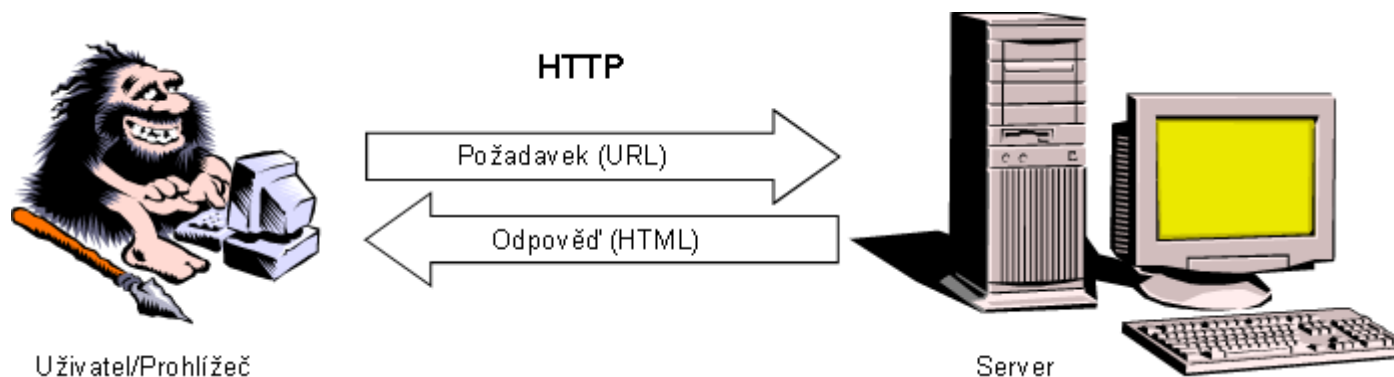 HTTP
Požadavek (URL)
Odpověď (HTML)
Uživatel/Prohlížeč
Server